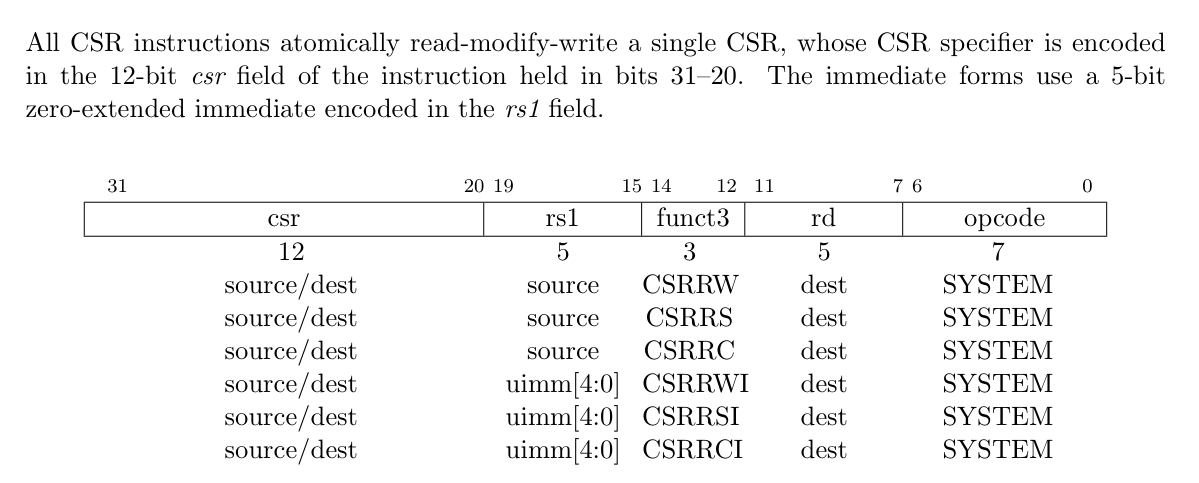 All CSR instructions atomically read-modify-write a single CSR, whose CSR specifier is encoded
in the 12-bit csr field of the instruction held in bits 31–20. The immediate forms use a 5-bit
zero-extended immediate encoded in the rs1 field.
31 20 19 15 14 12 11 7 6 0
csr rs1 funct3 rd opcode
12 5 3 5 7
source/dest source CSRRW dest SYSTEM
source/dest source CSRRS dest SYSTEM
source/dest source CSRRC dest SYSTEM
source/dest uimm[4:0] CSRRWI dest SYSTEM
source/dest uimm[4:0] CSRRSI dest SYSTEM
source/dest uimm[4:0] CSRRCI dest SYSTEM